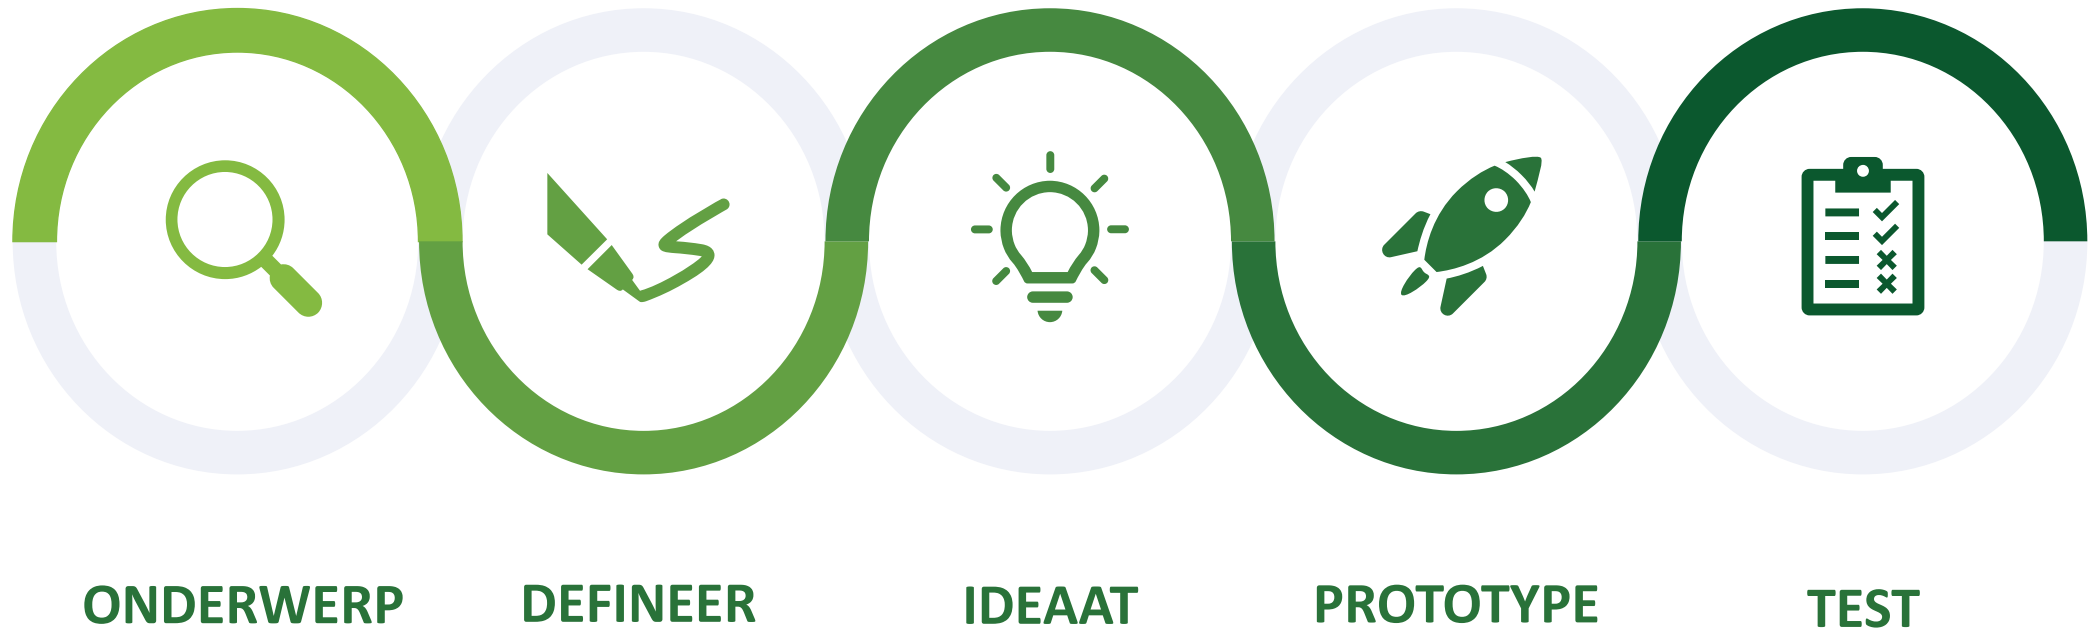 ONDERWERP
DEFINEER
IDEAAT
PROTOTYPE
TEST